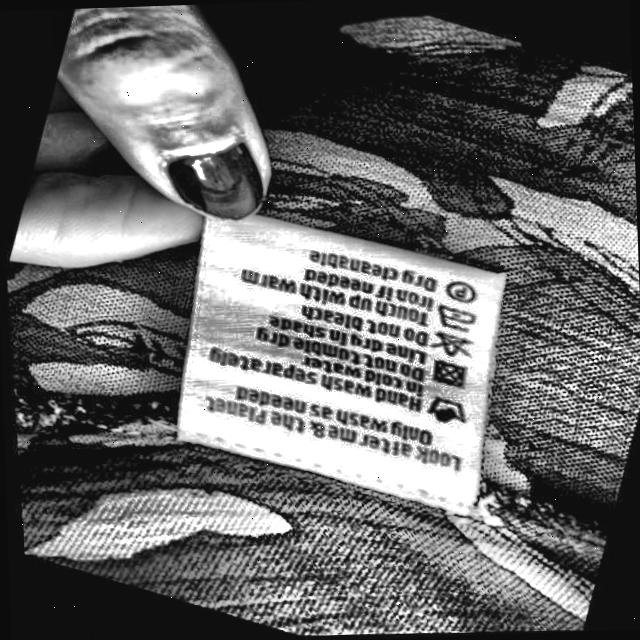 Look after me & the Planet.
Only wash as needed
Hand wash separately
in cold water.
Do not tumble dry
Line dry in shade
Do not bleach
Touch up with warm
iron if needed
Dry cleanable
P